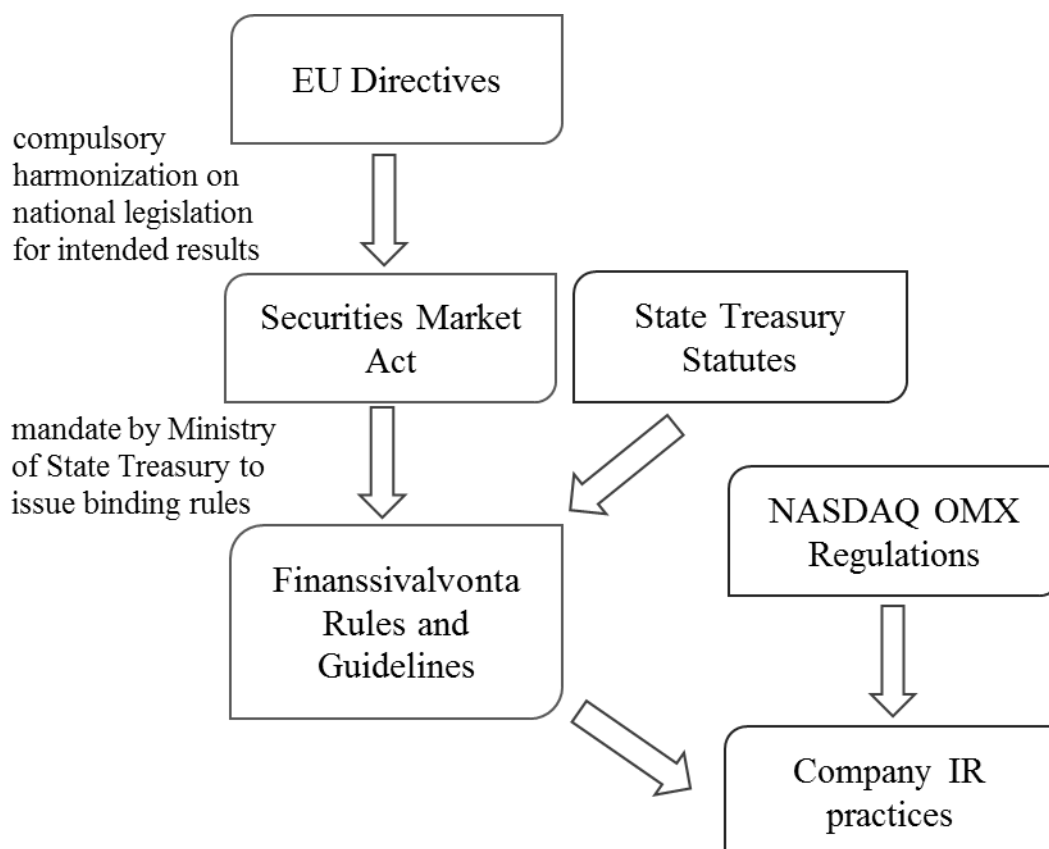 EU Directives
compulsory
harmonization on
national legislation
for intended results
Securities Market
Act
State Treasury
Statutes
mandate by Ministry
of State Treasury to
issue binding rules
NASDAQ OMX
Regulations
Finanssivalvonta
Rules and
Guidelines
Company IR
practices